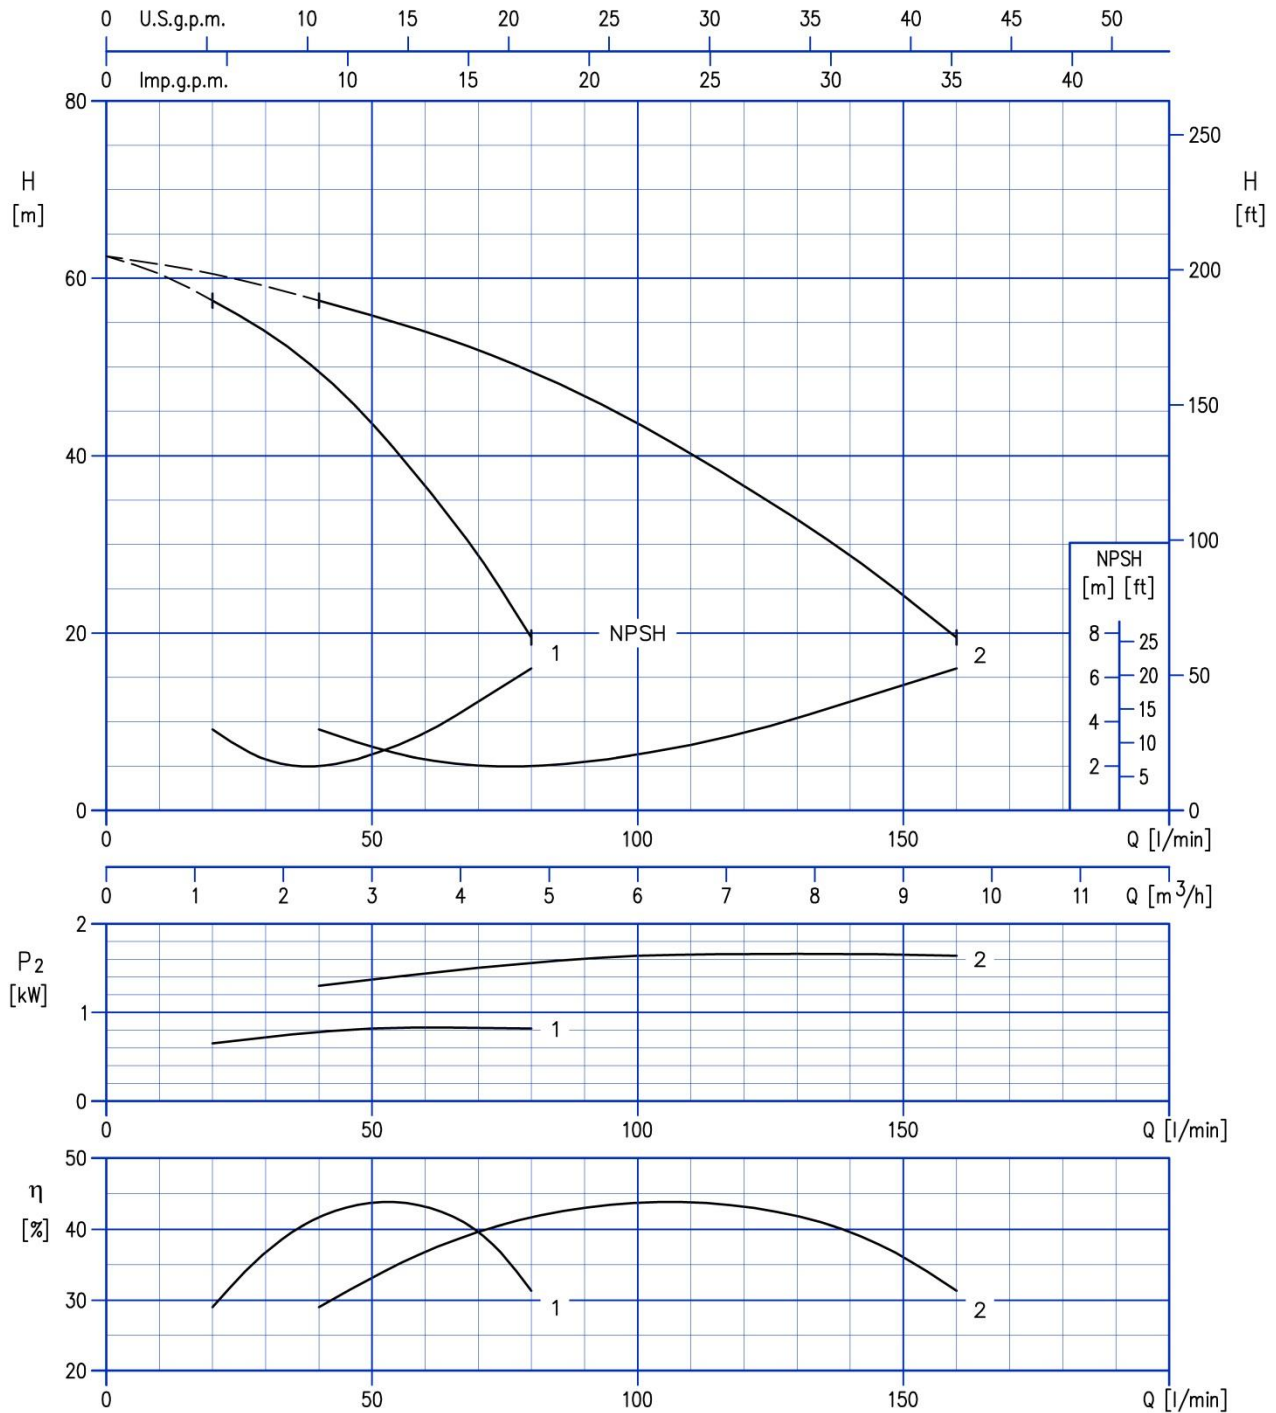 0 U.S.g.p.m. 10 15 20 25 30 35 40 45 50
0 Imp.g.p.m. 10 15 20 25 30 35 40
80
60
40
20
0
H
[m]
H
[ft]
250
200
150
100
50
0
NPSH
1
2
NPSH
[m] [ft]
8
6
4
2
25
20
15
10
5
0 50 100 150 Q [l/min]
0 1 2 3 4 5 6 7 8 9 10 11 Q [m³/h]
P₂
[kW]
2
1
0
2
1
0 50 100 150 Q [l/min]
η
[%]
50
40
30
20
1
2
0 50 100 150 Q [l/min]